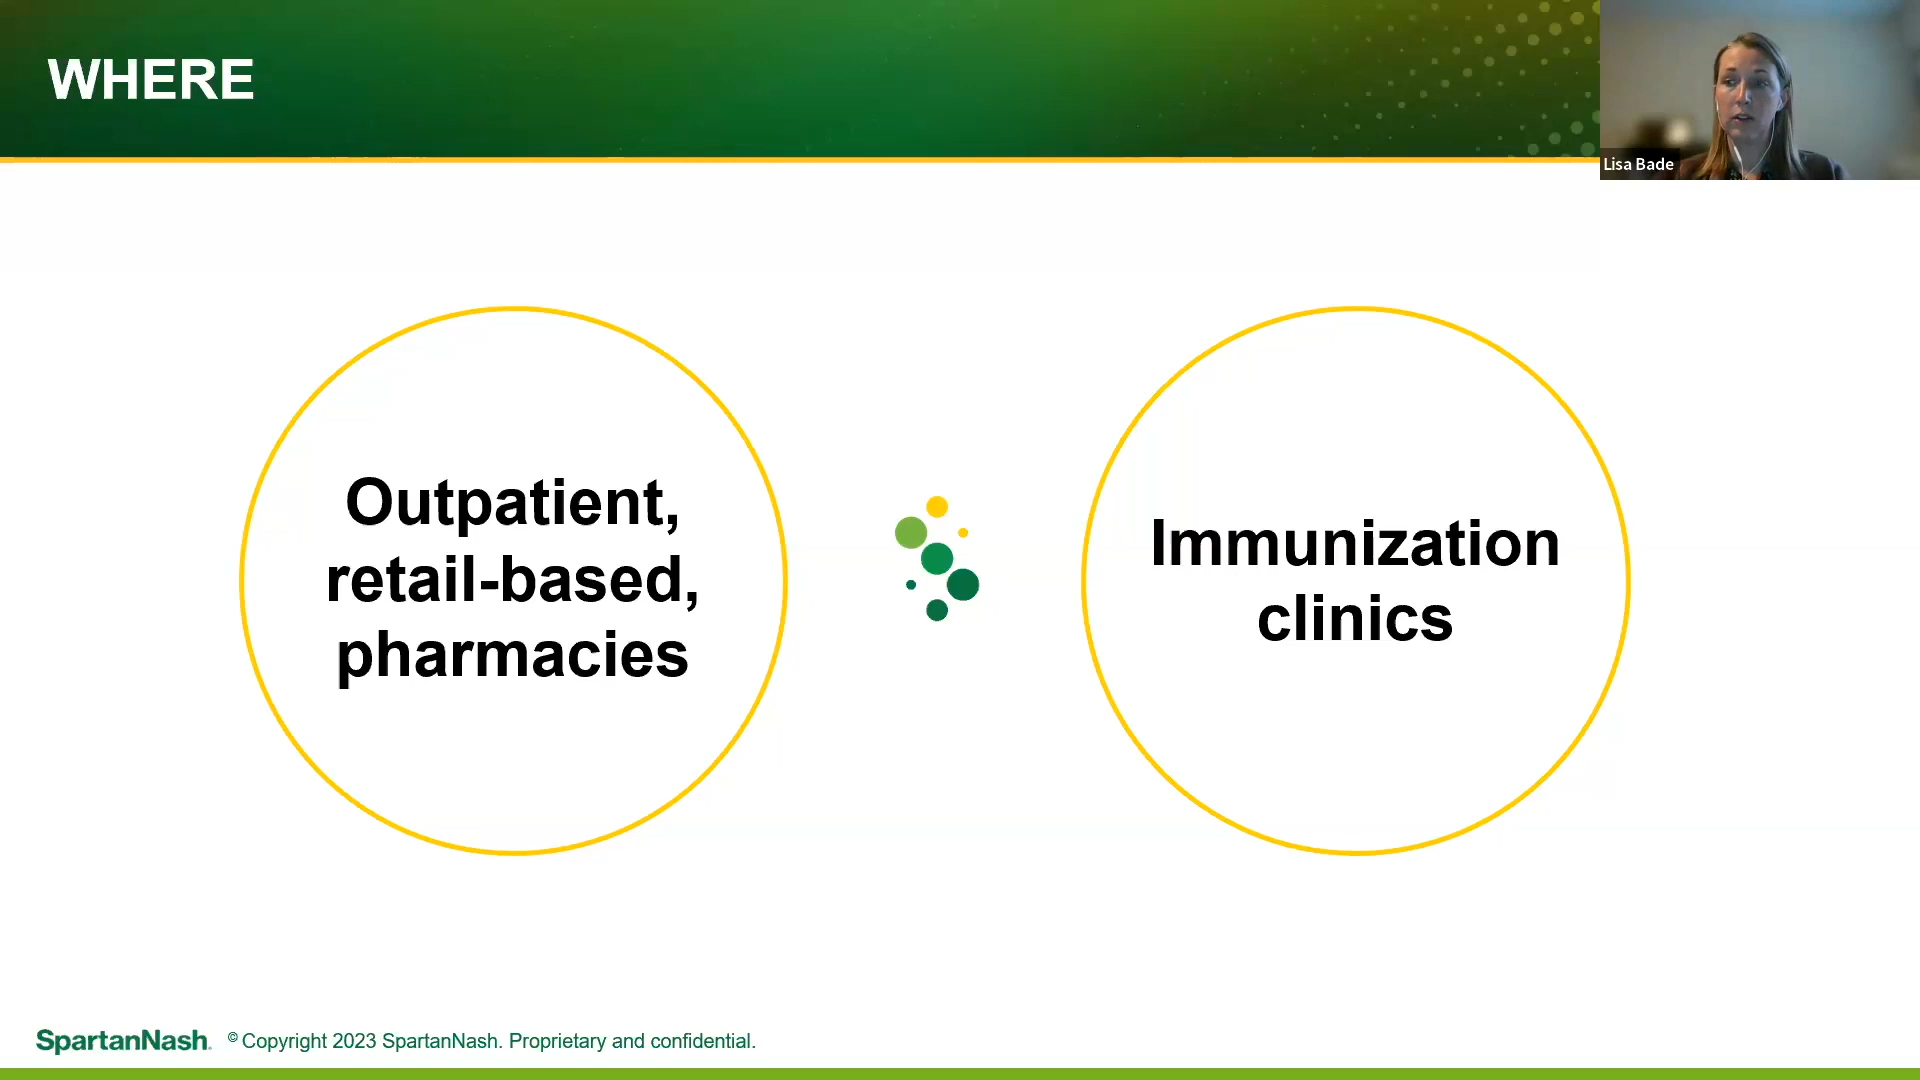 WHERE
Lisa Bade
Outpatient,
retail-based,
pharmacies
Immunization
clinics
SpartanNash. © Copyright 2023 SpartanNash. Proprietary and confidential.